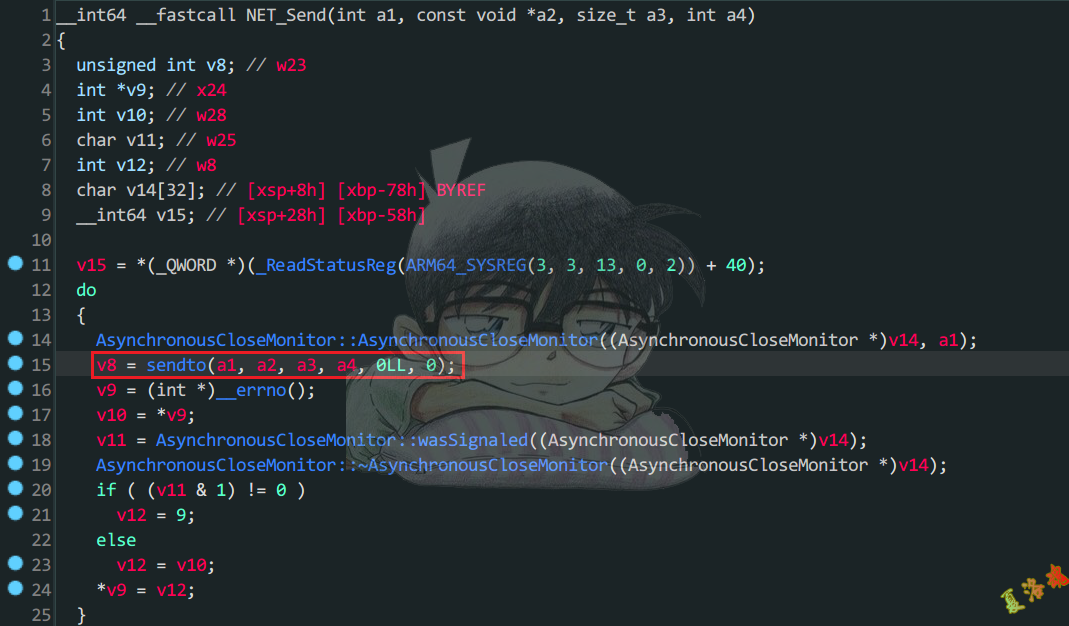 1 __int64 __fastcall NET_Send(int a1, const void *a2, size_t a3, int a4)
2 {
3 unsigned int v8; // w23
4 int *v9; // x24
5 int v10; // w28
6 char v11; // w25
7 int v12; // w8
8 char v14[32]; // [xsp+8h] [xbp-78h] BYREF
9 __int64 v15; // [xsp+28h] [xbp-58h]
10
11 v15 = *(_QWORD *)(_ReadStatusReg(ARM64_SYSREG(3, 3, 13, 0, 2)) + 40);
12 do
13 {
14 AsynchronousCloseMonitor::AsynchronousCloseMonitor((AsynchronousCloseMonitor *)v14, a1);
15 v8 = sendto(a1, a2, a3, a4, 0LL, 0);
16 v9 = (int *)__errno();
17 v10 = *v9;
18 v11 = AsynchronousCloseMonitor::wasSignaled((AsynchronousCloseMonitor *)v14);
19 AsynchronousCloseMonitor::~AsynchronousCloseMonitor((AsynchronousCloseMonitor *)v14);
20 if ( (v11 & 1) != 0 )
21 v12 = 9;
22 else
23 v12 = v10;
24 *v9 = v12;
25 }
夏洛魂